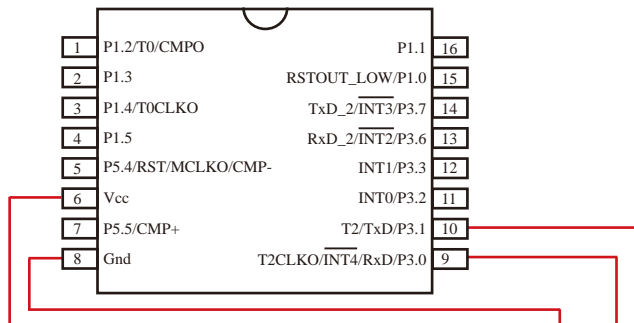 1 P1.2/T0/CMPO P1.1 16
2 P1.3 RSTOUT_LOW/P1.0 15
3 P1.4/T0CLKO TxD_2/INT3/P3.7 14
4 P1.5 RxD_2/INT2/P3.6 13
5 P5.4/RST/MCLKO/CMP- INT1/P3.3 12
6 Vcc INT0/P3.2 11
7 P5.5/CMP+ T2/TxD/P3.1 10
8 Gnd T2CLKO/INT4/RxD/P3.0 9